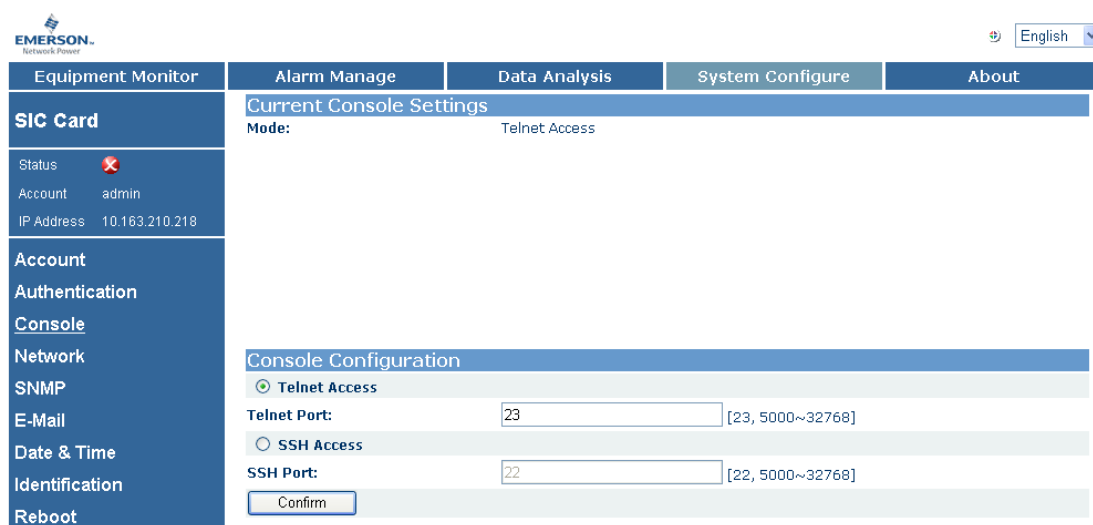 EMERSON™
Network Power
English
Equipment Monitor Alarm Manage Data Analysis System Configure About
SIC Card
Status
Account admin
IP Address 10.163.210.218
Account
Authentication
Console
Network
SNMP
E-Mail
Date & Time
Identification
Reboot
Current Console Settings
Mode: Telnet Access
Console Configuration
Telnet Access
Telnet Port: 23 [23, 5000~32768]
SSH Access
SSH Port: 22 [22, 5000~32768]
Confirm